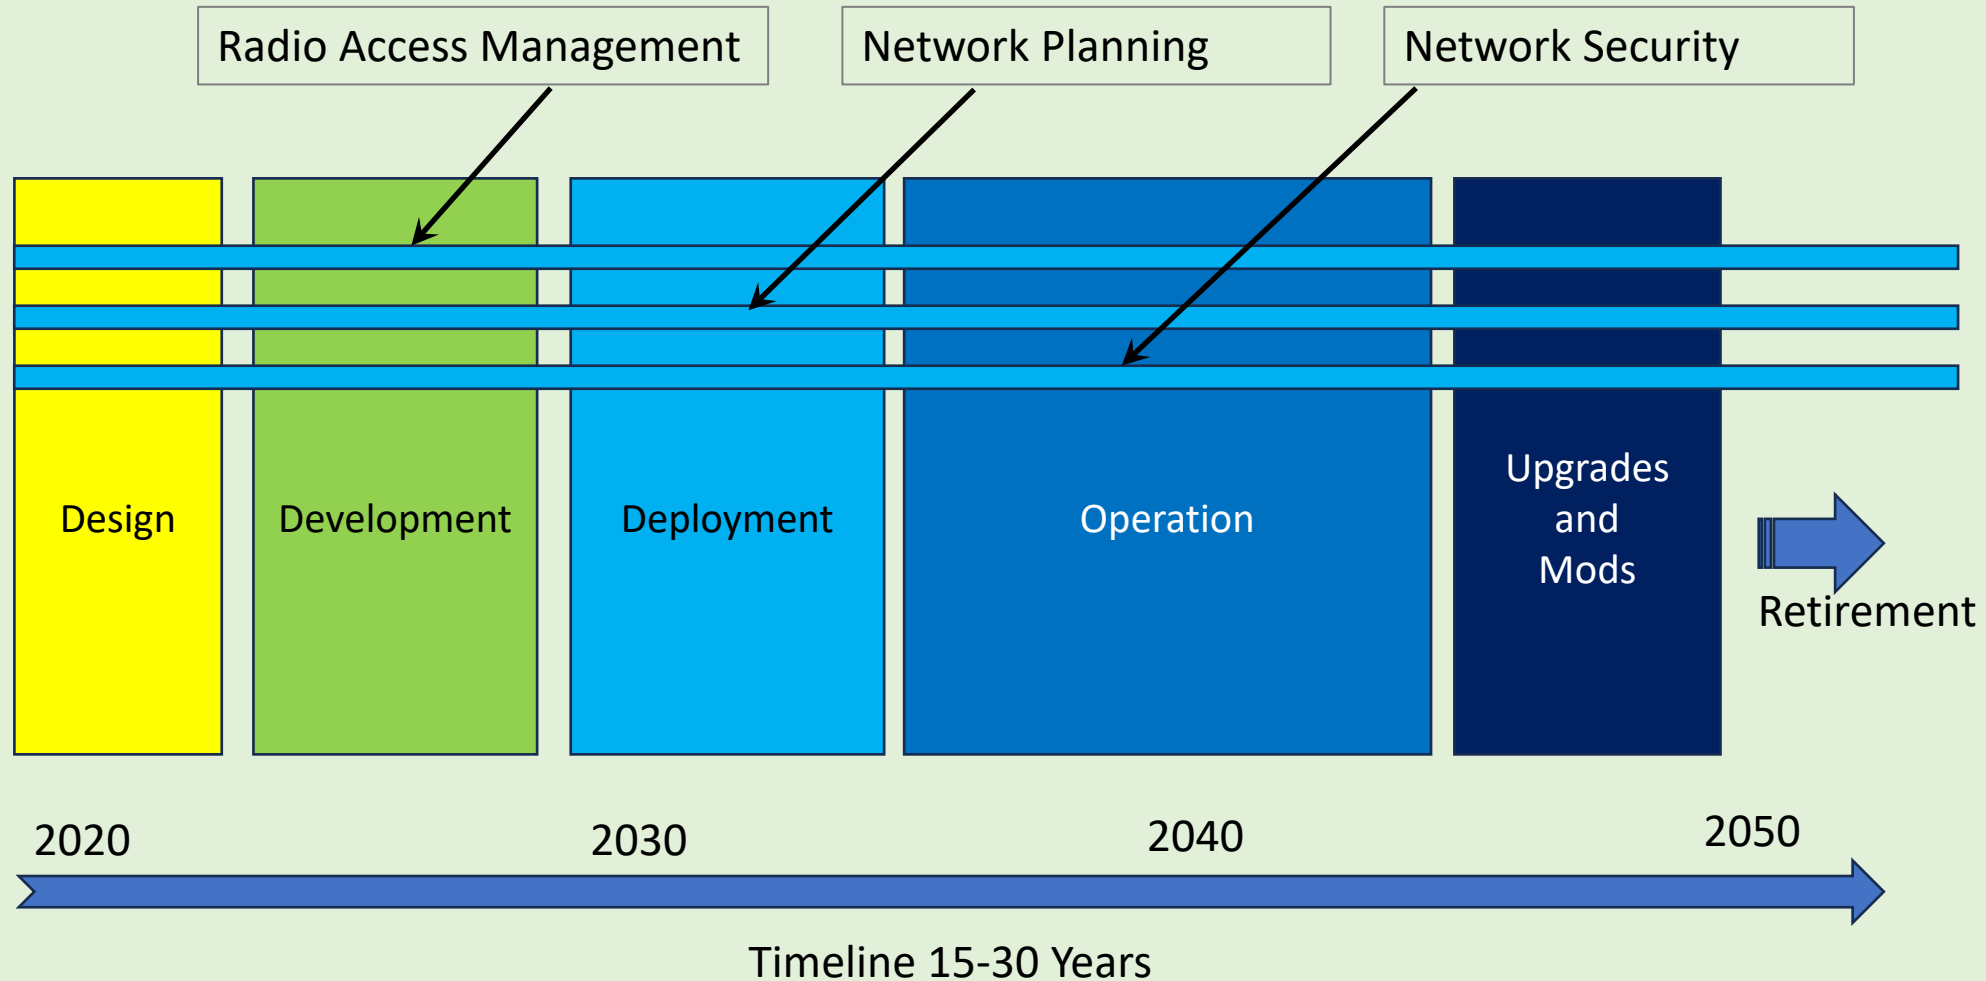 Radio Access Management
Network Planning
Network Security
Design
Development
Deployment
Operation
Upgrades
and
Mods
Retirement
2020
2030
2040
2050
Timeline 15-30 Years